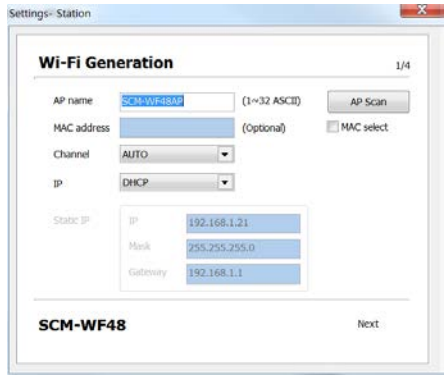 Settings- Station
Wi-Fi Generation 1/4
AP name SCM-WF48AP (1~32 ASCII) AP Scan
MAC address (Optional) MAC select
Channel AUTO
IP DHCP
Static IP IP 192.168.1.21
Mask 255.255.255.0
Gateway 192.168.1.1
SCM-WF48 Next